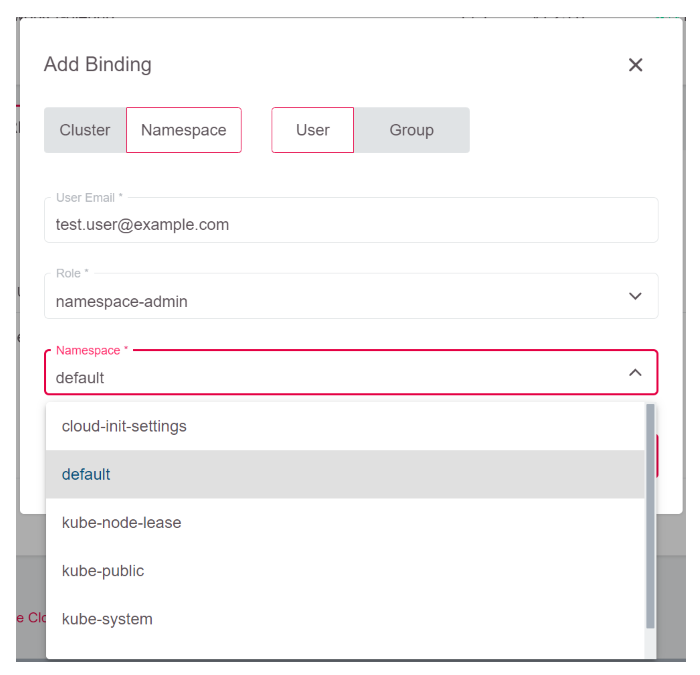 Add Binding
Cluster Namespace User Group
User Email *
test.user@example.com
Role *
namespace-admin
Namespace *
default
cloud-init-settings
default
kube-node-lease
kube-public
e Clo kube-system